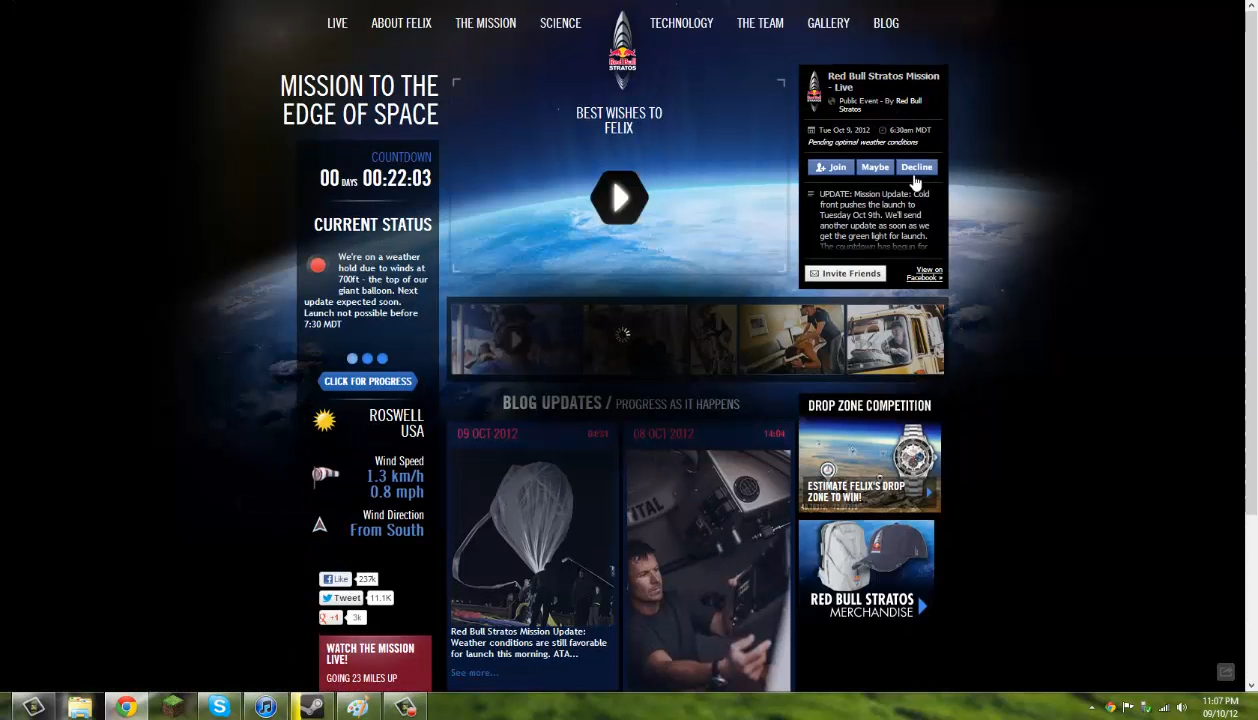 LIVE
ABOUT FELIX
THE MISSION
SCIENCE
Red Bull
STRATOS
TECHNOLOGY
THE TEAM
GALLERY
BLOG
MISSION TO THE
EDGE OF SPACE
COUNTDOWN
00 DAYS 00:22:03
CURRENT STATUS
We're on a weather
hold due to winds at
700ft - the top of our
giant balloon. Next
update expected soon.
Launch not possible before
7:30 MDT
CLICK FOR PROGRESS
ROSWELL
USA
Wind Speed
1.3 km/h
0.8 mph
Wind Direction
From South
Like 237k
Tweet 11.1K
+1 3k
WATCH THE MISSION
LIVE!
GOING 23 MILES UP
BEST WISHES TO
FELIX
BLOG UPDATES / PROGRESS AS IT HAPPENS
09 OCT 2012
Red Bull Stratos Mission Update:
Weather conditions are still favorable
for launch this morning. ATA...
See more...
08 OCT 2012 14:04
Red Bull Stratos Mission
- Live
Public Event - By Red Bull
Stratos
Tue Oct 9, 2012 6:30am MDT
Pending optimal weather conditions
Join Maybe Decline
UPDATE: Mission Update: Cold
front pushes the launch to
Tuesday Oct 9th. We'll send
another update as soon as we
get the green light for launch.
The countdown has begun for
Invite Friends
View on
Facebook »
DROP ZONE COMPETITION
ESTIMATE FELIX'S DROP
ZONE TO WIN!
RED BULL STRATOS
MERCHANDISE
11:07 PM
09/10/12